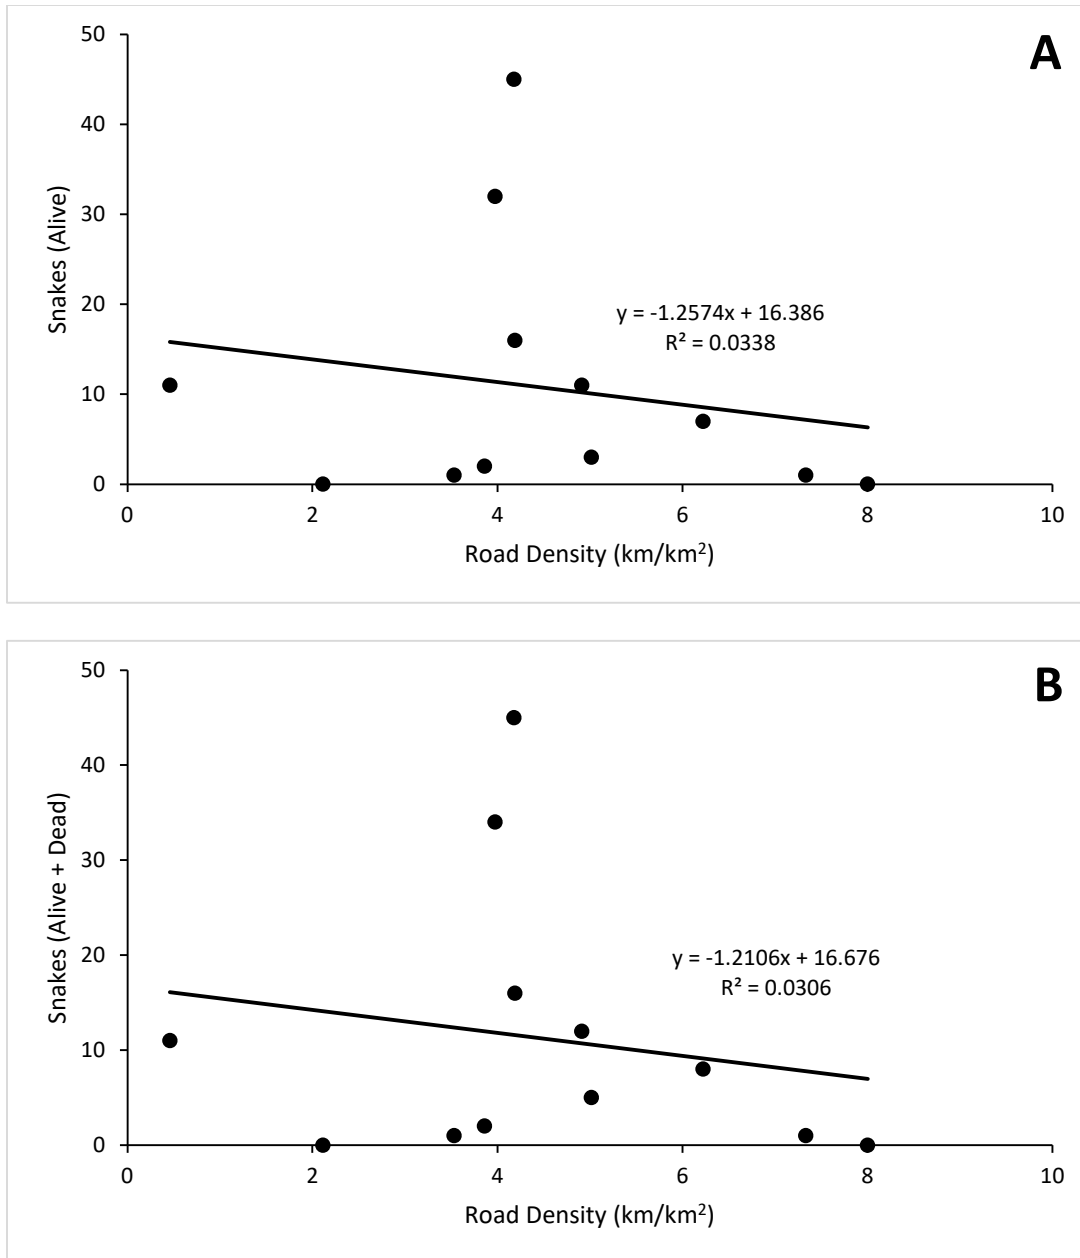 A
50
40
30
20
10
0
Snakes (Alive)
y = -1.2574x + 16.386
R² = 0.0338
0 2 4 6 8 10
Road Density (km/km²)
B
50
40
30
20
10
0
Snakes (Alive + Dead)
y = -1.2106x + 16.676
R² = 0.0306
0 2 4 6 8 10
Road Density (km/km²)